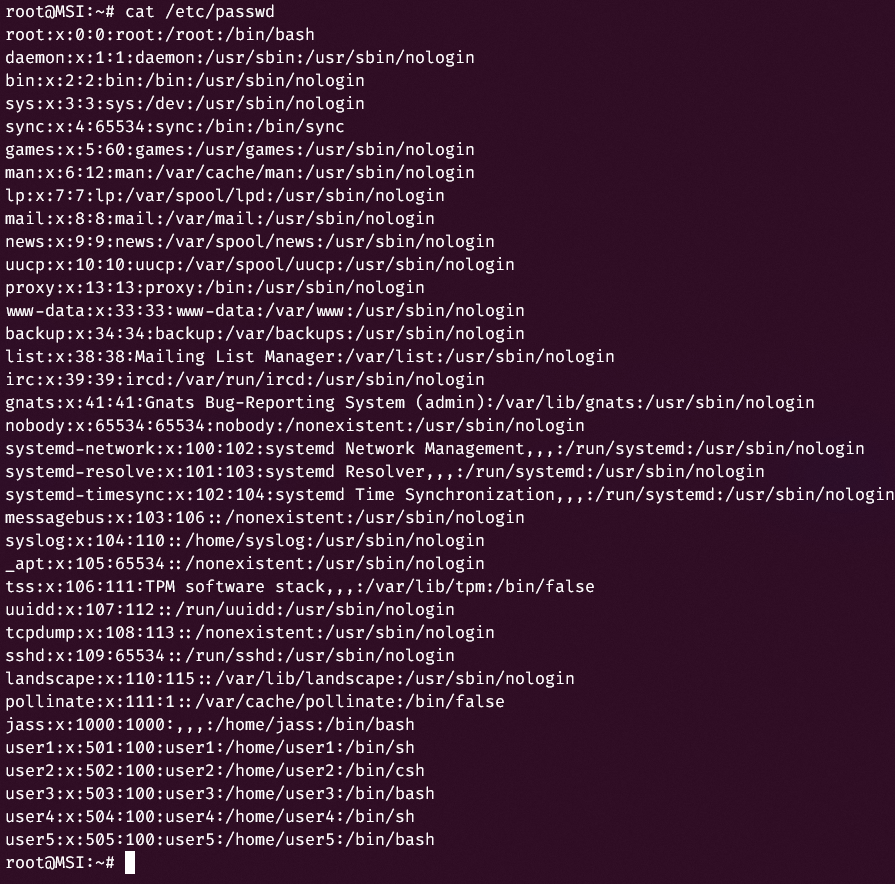 root@MSI:~# cat /etc/passwd
root:x:0:0:root:/root:/bin/bash
daemon:x:1:1:daemon:/usr/sbin:/usr/sbin/nologin
bin:x:2:2:bin:/bin:/usr/sbin/nologin
sys:x:3:3:sys:/dev:/usr/sbin/nologin
sync:x:4:65534:sync:/bin:/bin/sync
games:x:5:60:games:/usr/games:/usr/sbin/nologin
man:x:6:12:man:/var/cache/man:/usr/sbin/nologin
lp:x:7:7:lp:/var/spool/lpd:/usr/sbin/nologin
mail:x:8:8:mail:/var/mail:/usr/sbin/nologin
news:x:9:9:news:/var/spool/news:/usr/sbin/nologin
uucp:x:10:10:uucp:/var/spool/uucp:/usr/sbin/nologin
proxy:x:13:13:proxy:/bin:/usr/sbin/nologin
www-data:x:33:33:www-data:/var/www:/usr/sbin/nologin
backup:x:34:34:backup:/var/backups:/usr/sbin/nologin
list:x:38:38:Mailing List Manager:/var/list:/usr/sbin/nologin
irc:x:39:39:ircd:/var/run/ircd:/usr/sbin/nologin
gnats:x:41:41:Gnats Bug-Reporting System (admin):/var/lib/gnats:/usr/sbin/nologin
nobody:x:65534:65534:nobody:/nonexistent:/usr/sbin/nologin
systemd-network:x:100:102:systemd Network Management,,,:/run/systemd:/usr/sbin/nologin
systemd-resolve:x:101:103:systemd Resolver,,,:/run/systemd:/usr/sbin/nologin
systemd-timesync:x:102:104:systemd Time Synchronization,,,:/run/systemd:/usr/sbin/nologin
messagebus:x:103:106::/nonexistent:/usr/sbin/nologin
syslog:x:104:110::/home/syslog:/usr/sbin/nologin
_apt:x:105:65534::/nonexistent:/usr/sbin/nologin
tss:x:106:111:TPM software stack,,,:/var/lib/tpm:/bin/false
uuidd:x:107:112::/run/uuidd:/usr/sbin/nologin
tcpdump:x:108:113::/nonexistent:/usr/sbin/nologin
sshd:x:109:65534::/run/sshd:/usr/sbin/nologin
landscape:x:110:115::/var/lib/landscape:/usr/sbin/nologin
pollinate:x:111:1::/var/cache/pollinate:/bin/false
jass:x:1000:1000:,,,:/home/jass:/bin/bash
user1:x:501:100:user1:/home/user1:/bin/sh
user2:x:502:100:user2:/home/user2:/bin/csh
user3:x:503:100:user3:/home/user3:/bin/bash
user4:x:504:100:user4:/home/user4:/bin/sh
user5:x:505:100:user5:/home/user5:/bin/bash
root@MSI:~#